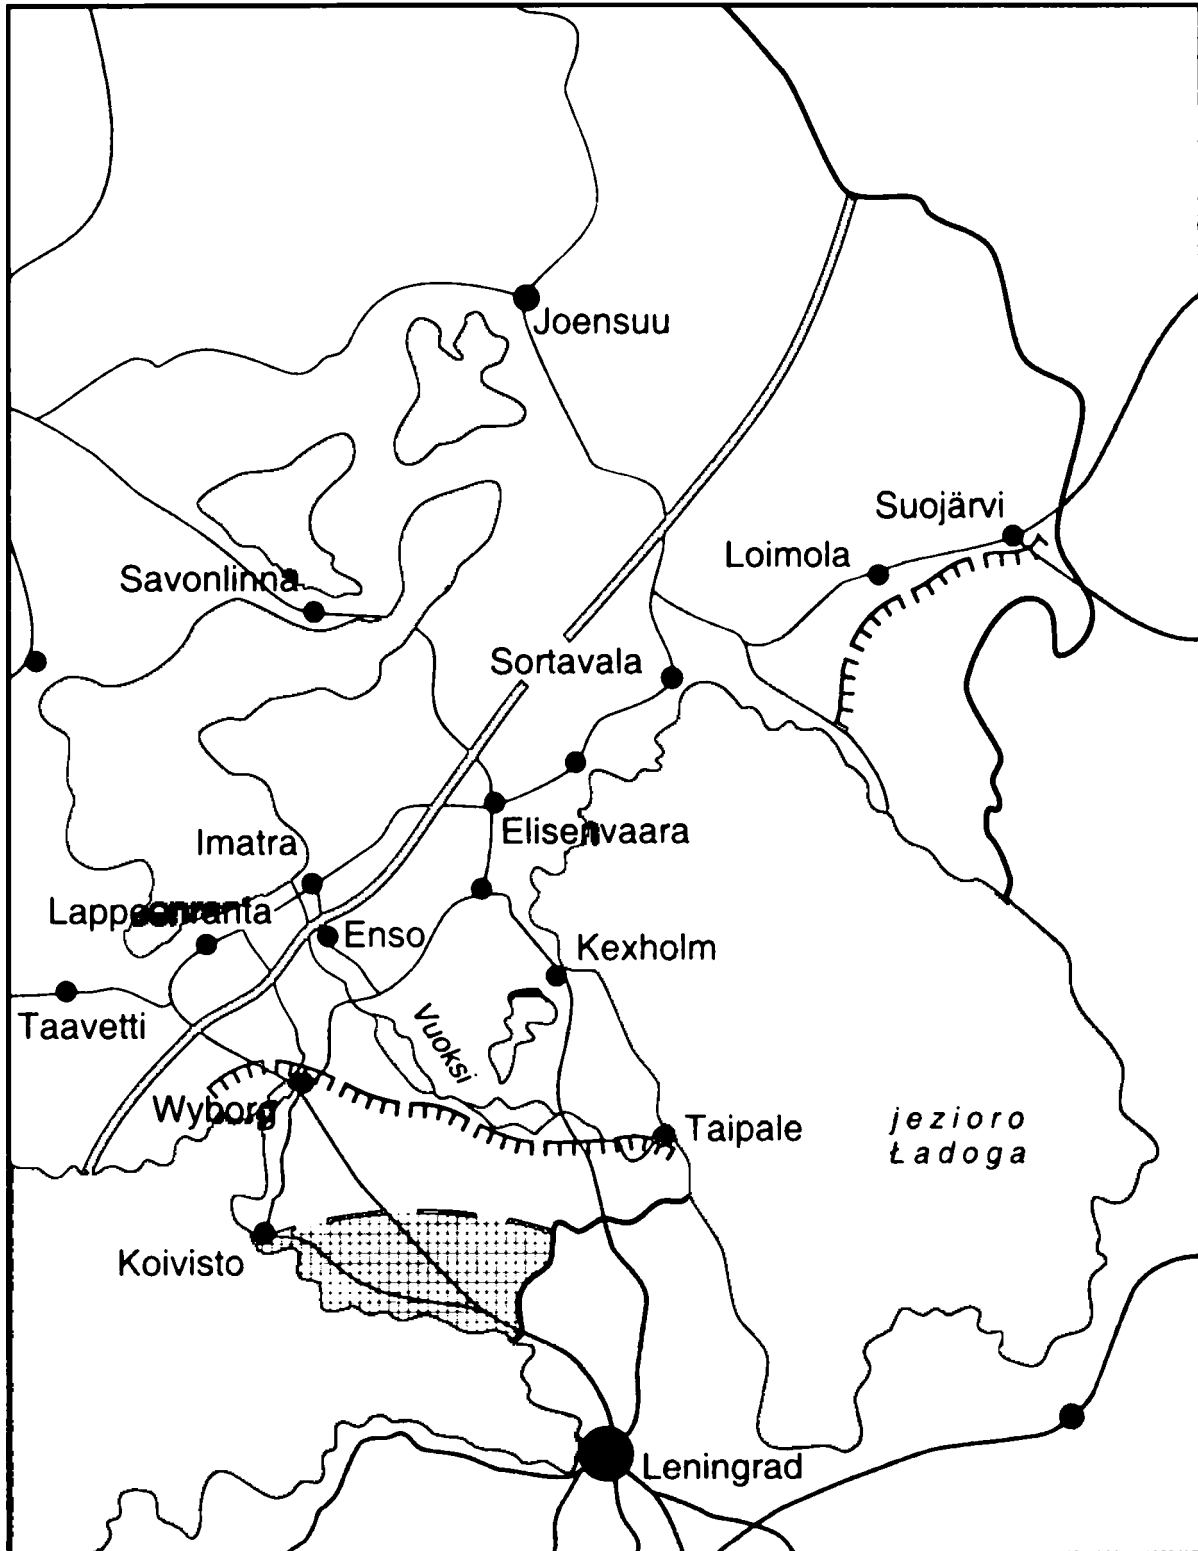 Joensuu
Suojärvi
Loimola
Savonlinna
Sortavala
Elisenvaara
Imatra
Lappeenranta
Enso
Kexholm
Taavetti
Vuoksi
Wyborg
Taipale
jezioro
Ładoga
Koivisto
Leningrad